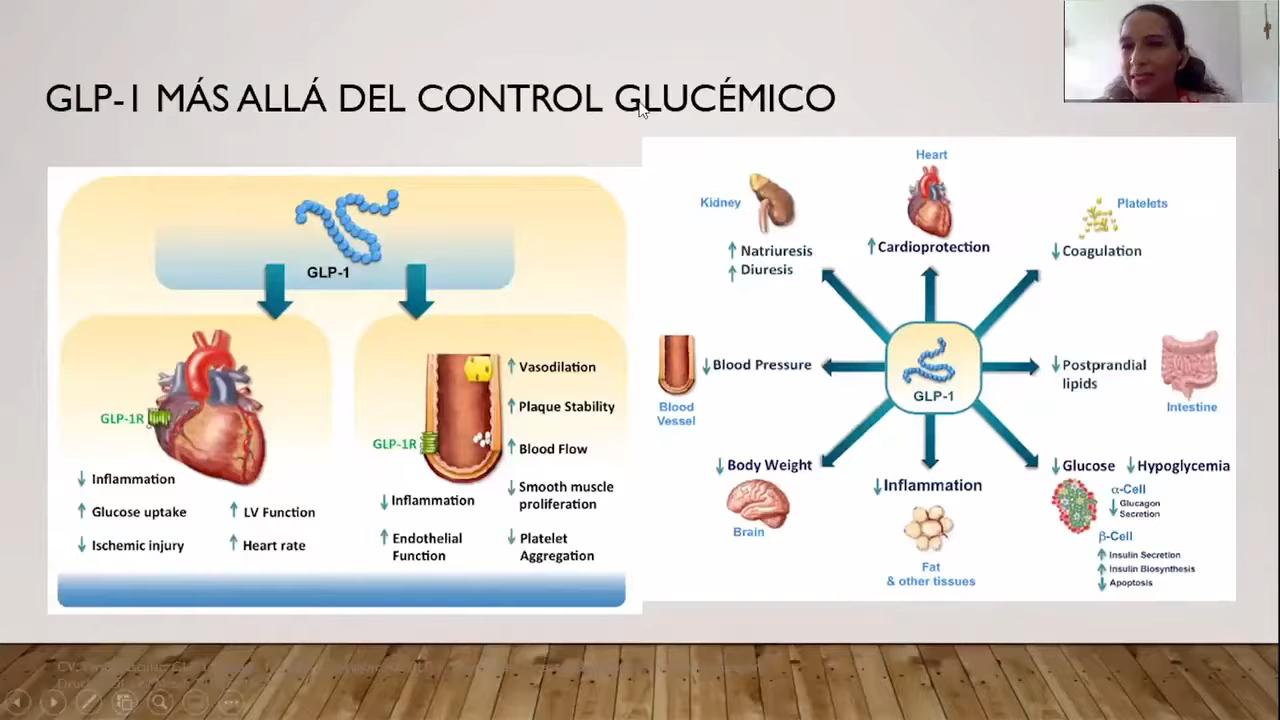 GLP-1 MÁS ALLÁ DEL CONTROL GLUCÉMICO
GLP-1
GLP-1R
↓ Inflammation
↑ Glucose uptake
↓ Ischemic injury
↑ LV Function
↑ Heart rate
GLP-1R
↑ Vasodilation
↑ Plaque Stability
↑ Blood Flow
↓ Smooth muscle
proliferation
↓ Platelet
Aggregation
↓ Inflammation
↑ Endothelial
Function
Heart
↑ Cardioprotection
Kidney
↑ Natriuresis
↑ Diuresis
Platelets
↓ Coagulation
↓ Blood Pressure
Blood
Vessel
GLP-1
↓ Postprandial
lipids
Intestine
↓ Body Weight
Brain
↓ Inflammation
Fat
& other tissues
↓ Glucose ↓ Hypoglycemia
α-Cell
↓ Glucagon
Secretion
β-Cell
↑ Insulin Secretion
↑ Insulin Biosynthesis
↓ Apoptosis